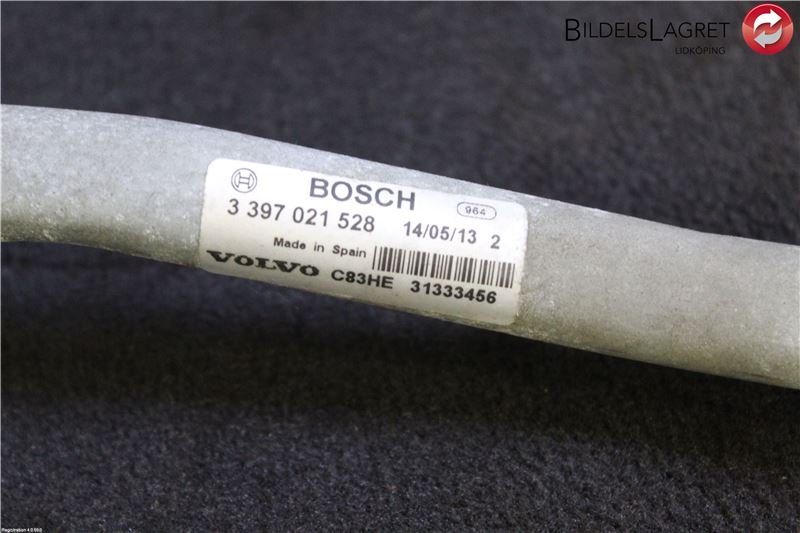 BILDELSLAGRET
LIDKÖPING
BOSCH 964
3 397 021 528 14/05/13 2
Made in Spain
VOLVO C83HE 31333456